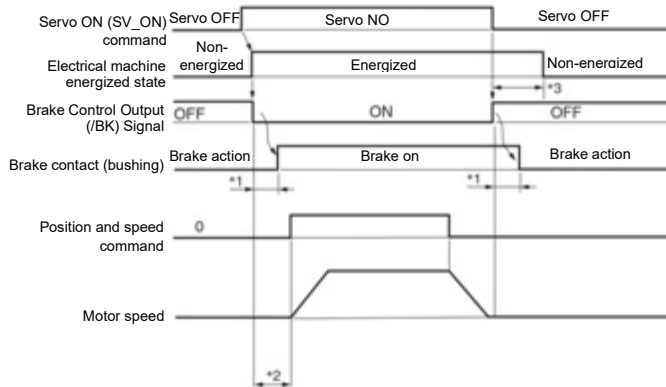 Servo ON (SV_ON)
command
Servo OFF
Servo NO
Servo OFF
Electrical machine
energized state
Non-
energized
Energized
Non-energized
*3
Brake Control Output
(/BK) Signal
OFF
ON
OFF
Brake contact (bushing)
Brake action
Brake on
Brake action
*1
*1
Position and speed
command
0
Motor speed
*2